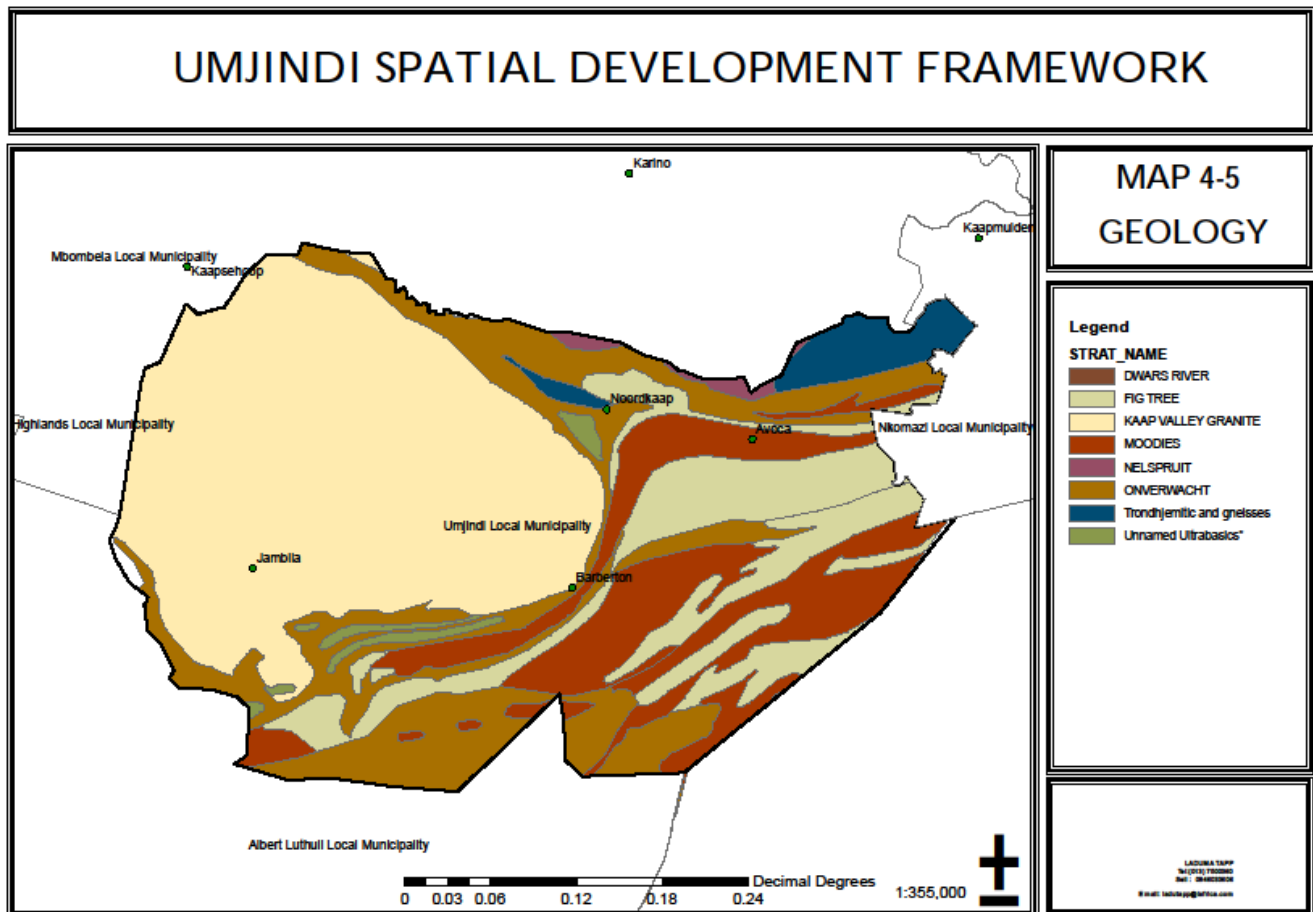 UMJINDI SPATIAL DEVELOPMENT FRAMEWORK
MAP 4-5
GEOLOGY
Karino
Kaapmuiden
Mbombela Local Municipality
Kaapsehoop
Noordkaap
Highlands Local Municipality
Avoca
Nkomazi Local Municipality
Umjindi Local Municipality
Jambila
Barberton
Albert Luthuli Local Municipality
Decimal Degrees
0 0.03 0.06 0.12 0.18 0.24
1:355,000
Legend
STRAT_NAME
DWARS RIVER
FIG TREE
KAAP VALLEY GRANITE
MOODIES
NELSPRUIT
ONVERWACHT
Trondhjemitic and gneisses
Unnamed Ultrabasics"
LADUMA TAPP